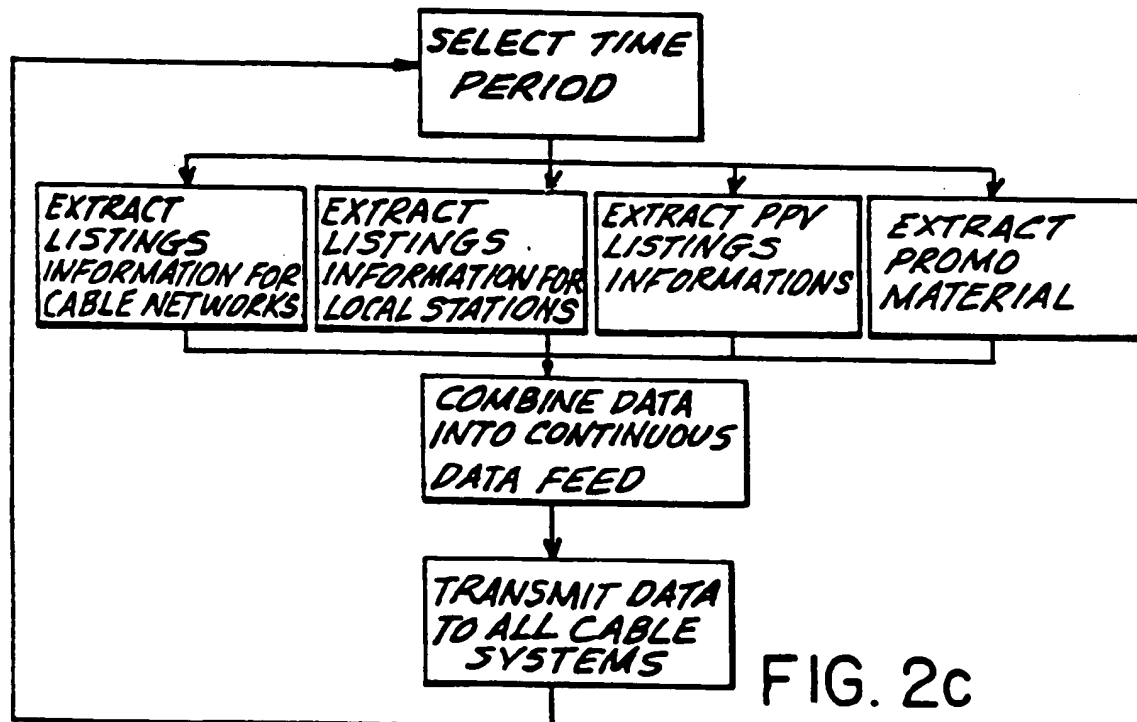 SELECT TIME
PERIOD
EXTRACT
LISTINGS
INFORMATION FOR
CABLE NETWORKS
EXTRACT
LISTINGS
INFORMATION FOR
LOCAL STATIONS
EXTRACT PPV
LISTINGS
INFORMATIONS
EXTRACT
PROMO
MATERIAL
COMBINE DATA
INTO CONTINUOUS
DATA FEED
TRANSMIT DATA
TO ALL CABLE
SYSTEMS
FIG. 2c